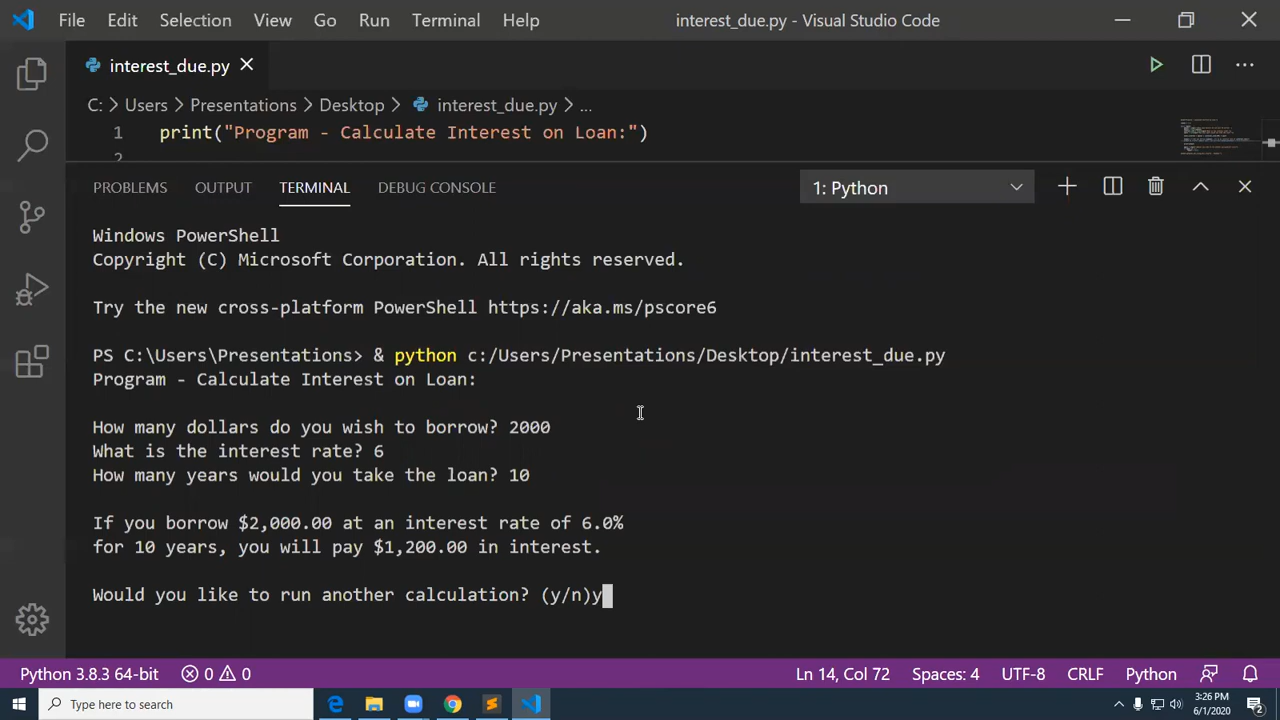 File Edit Selection View Go Run Terminal Help interest_due.py - Visual Studio Code
interest_due.py
C: > Users > Presentations > Desktop > interest_due.py > ...
1 print("Program - Calculate Interest on Loan:")
2
PROBLEMS OUTPUT TERMINAL DEBUG CONSOLE 1: Python
Windows PowerShell
Copyright (C) Microsoft Corporation. All rights reserved.
Try the new cross-platform PowerShell https://aka.ms/pscore6
PS C:\Users\Presentations> & python c:/Users/Presentations/Desktop/interest_due.py
Program - Calculate Interest on Loan:
How many dollars do you wish to borrow? 2000
What is the interest rate? 6
How many years would you take the loan? 10
If you borrow $2,000.00 at an interest rate of 6.0%
for 10 years, you will pay $1,200.00 in interest.
Would you like to run another calculation? (y/n)y
Python 3.8.3 64-bit 0 0 Ln 14, Col 72 Spaces: 4 UTF-8 CRLF Python
Type here to search 3:26 PM
6/1/2020 2